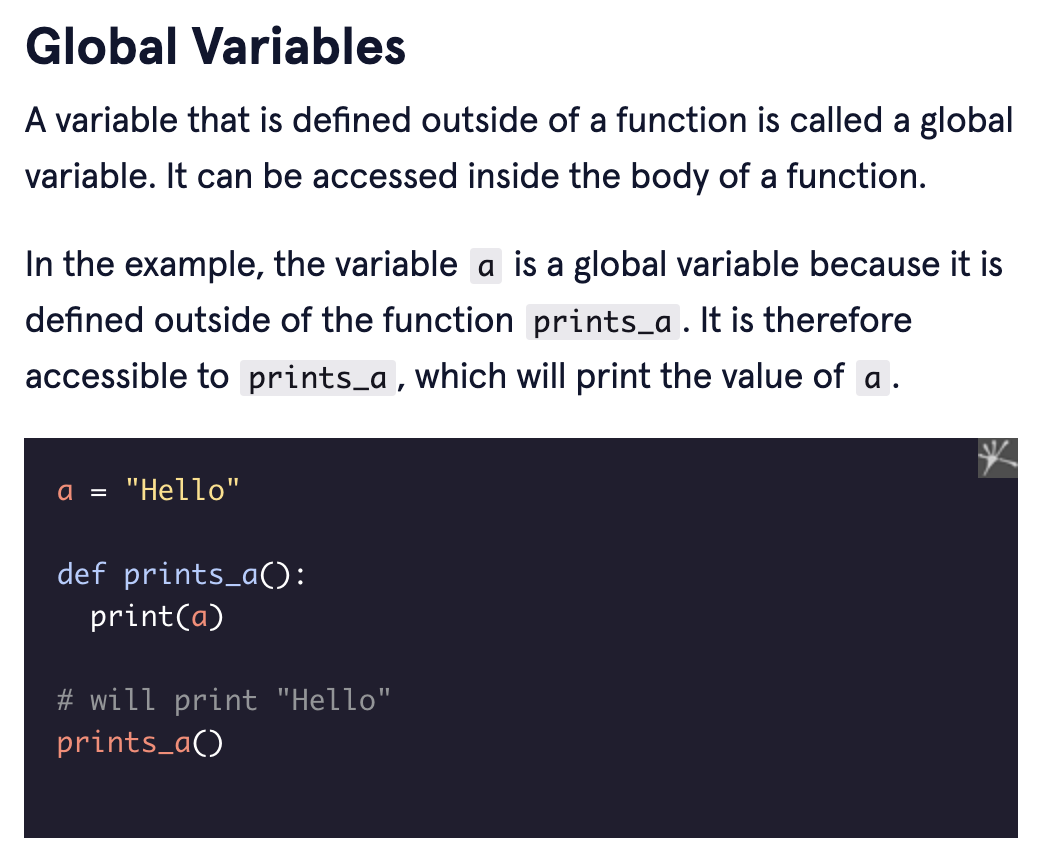 Global Variables
A variable that is defined outside of a function is called a global
variable. It can be accessed inside the body of a function.
In the example, the variable a is a global variable because it is
defined outside of the function prints_a. It is therefore
accessible to prints_a, which will print the value of a.
a = "Hello"
def prints_a():
  print(a)
# will print "Hello"
prints_a()